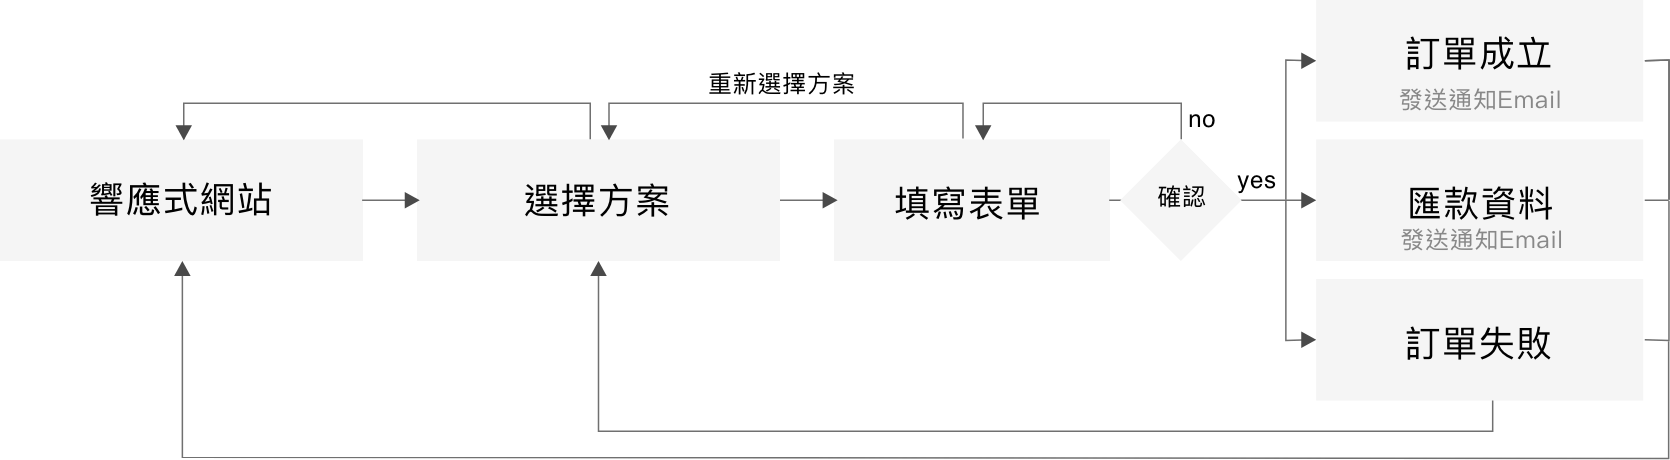 重新選擇方案
響應式網站
選擇方案
填寫表單
確認
no
yes
訂單成立
發送通知Email
匯款資料
發送通知Email
訂單失敗